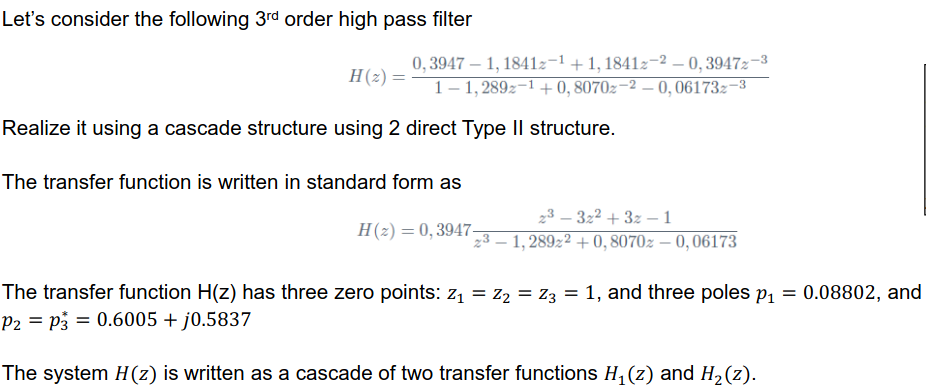 Let’s consider the following 3rd order high pass filter
H(z) = \frac{0,3947 − 1,1841z^{−1} + 1,1841z^{−2} − 0,3947z^{−3}}{1 − 1,289z^{−1} + 0,8070z^{−2} − 0,06173z^{−3}}
Realize it using a cascade structure using 2 direct Type II structure.
The transfer function is written in standard form as
H(z) = 0,3947 \frac{z^3 − 3z^2 + 3z − 1}{z^3 − 1,289z^2 + 0,8070z − 0,06173}
The transfer function H(z) has three zero points: z_1 = z_2 = z_3 = 1, and three poles p_1 = 0.08802, and
p_2 = p_3^* = 0.6005 + j0.5837
The system H(z) is written as a cascade of two transfer functions H_1(z) and H_2(z).